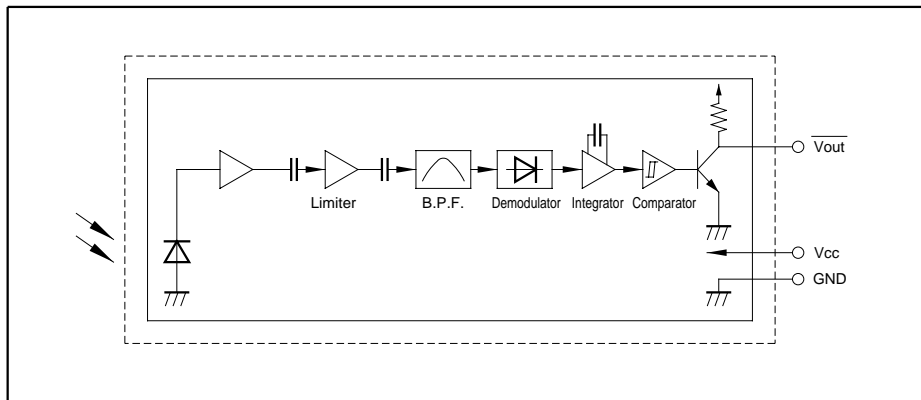 Vout
Limiter
B.P.F.
Demodulator
Integrator
Comparator
Vcc
GND